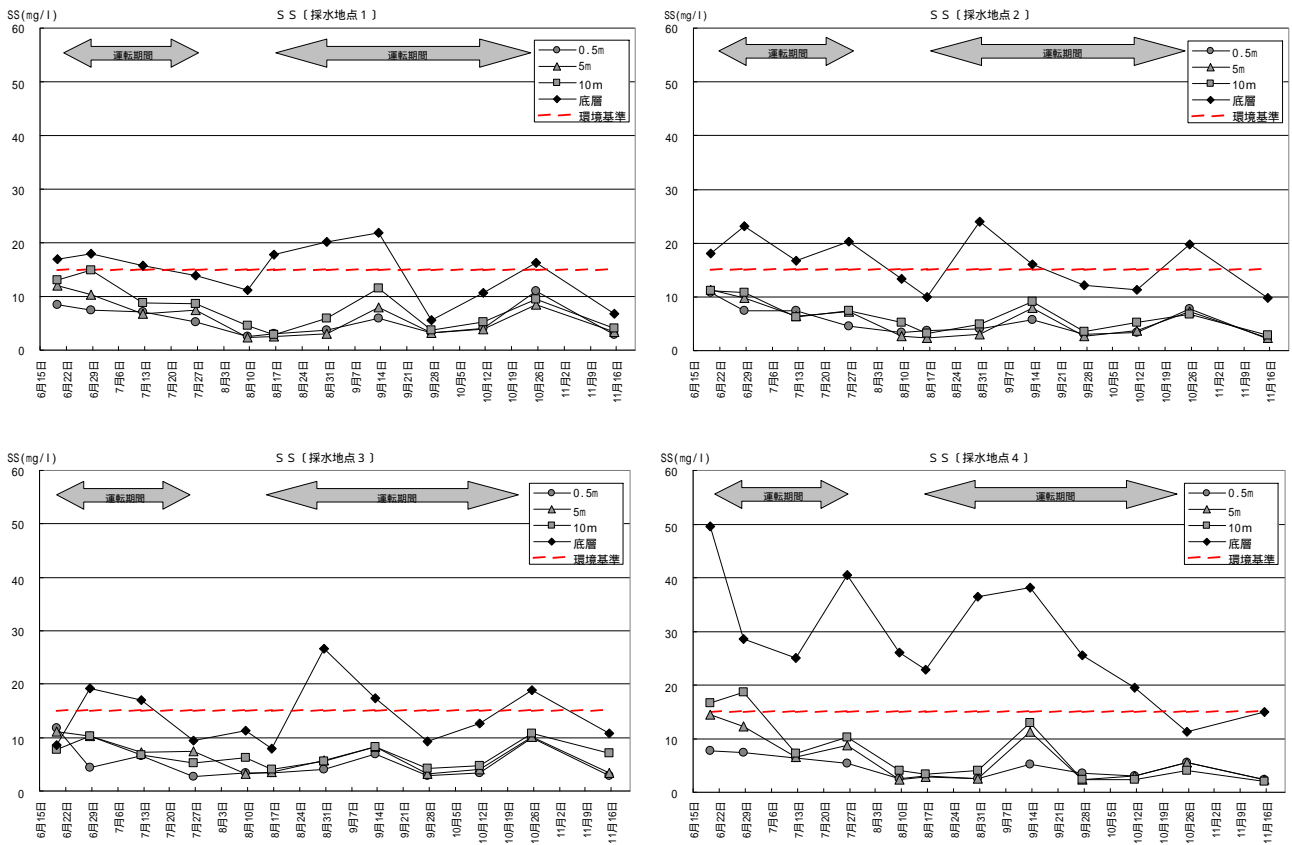 SS(mg/l)
ＳＳ〔採水地点１〕
60
50
40
30
20
10
0
運転期間
運転期間
0.5m
5m
10m
底層
環境基準
6月15日
6月22日
6月29日
7月6日
7月13日
7月20日
7月27日
8月3日
8月10日
8月17日
8月24日
8月31日
9月7日
9月14日
9月21日
9月28日
10月5日
10月12日
10月19日
10月26日
11月2日
11月9日
11月16日
SS(mg/l)
ＳＳ〔採水地点２〕
60
50
40
30
20
10
0
運転期間
運転期間
0.5m
5m
10m
底層
環境基準
6月15日
6月22日
6月29日
7月6日
7月13日
7月20日
7月27日
8月3日
8月10日
8月17日
8月24日
8月31日
9月7日
9月14日
9月21日
9月28日
10月5日
10月12日
10月19日
10月26日
11月2日
11月9日
11月16日
SS(mg/l)
ＳＳ〔採水地点３〕
60
50
40
30
20
10
0
運転期間
運転期間
0.5m
5m
10m
底層
環境基準
6月15日
6月22日
6月29日
7月6日
7月13日
7月20日
7月27日
8月3日
8月10日
8月17日
8月24日
8月31日
9月7日
9月14日
9月21日
9月28日
10月5日
10月12日
10月19日
10月26日
11月2日
11月9日
11月16日
SS(mg/l)
ＳＳ〔採水地点４〕
60
50
40
30
20
10
0
運転期間
運転期間
0.5m
5m
10m
底層
環境基準
6月15日
6月22日
6月29日
7月6日
7月13日
7月20日
7月27日
8月3日
8月10日
8月17日
8月24日
8月31日
9月7日
9月14日
9月21日
9月28日
10月5日
10月12日
10月19日
10月26日
11月2日
11月9日
11月16日